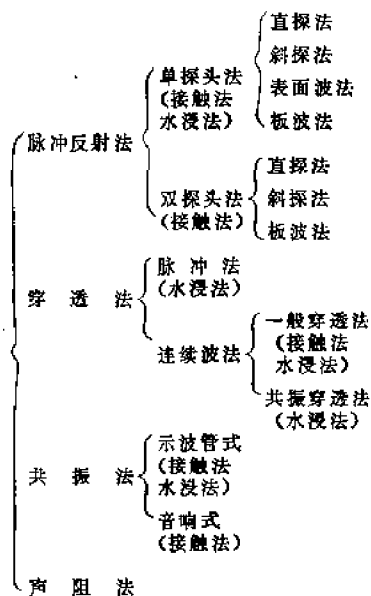 直探法
斜探法
表面波法
板波法
单探头法
(接触法
水浸法)
脉冲反射法
双探头法
(接触法)
直探法
斜探法
板波法
穿透法
脉冲法
(水浸法)
连续波法
一般穿透法
(接触法
水浸法)
共振穿透法
(水浸法)
共振法
示波管式
(接触法
水浸法)
音响式
(接触法)
声阻法